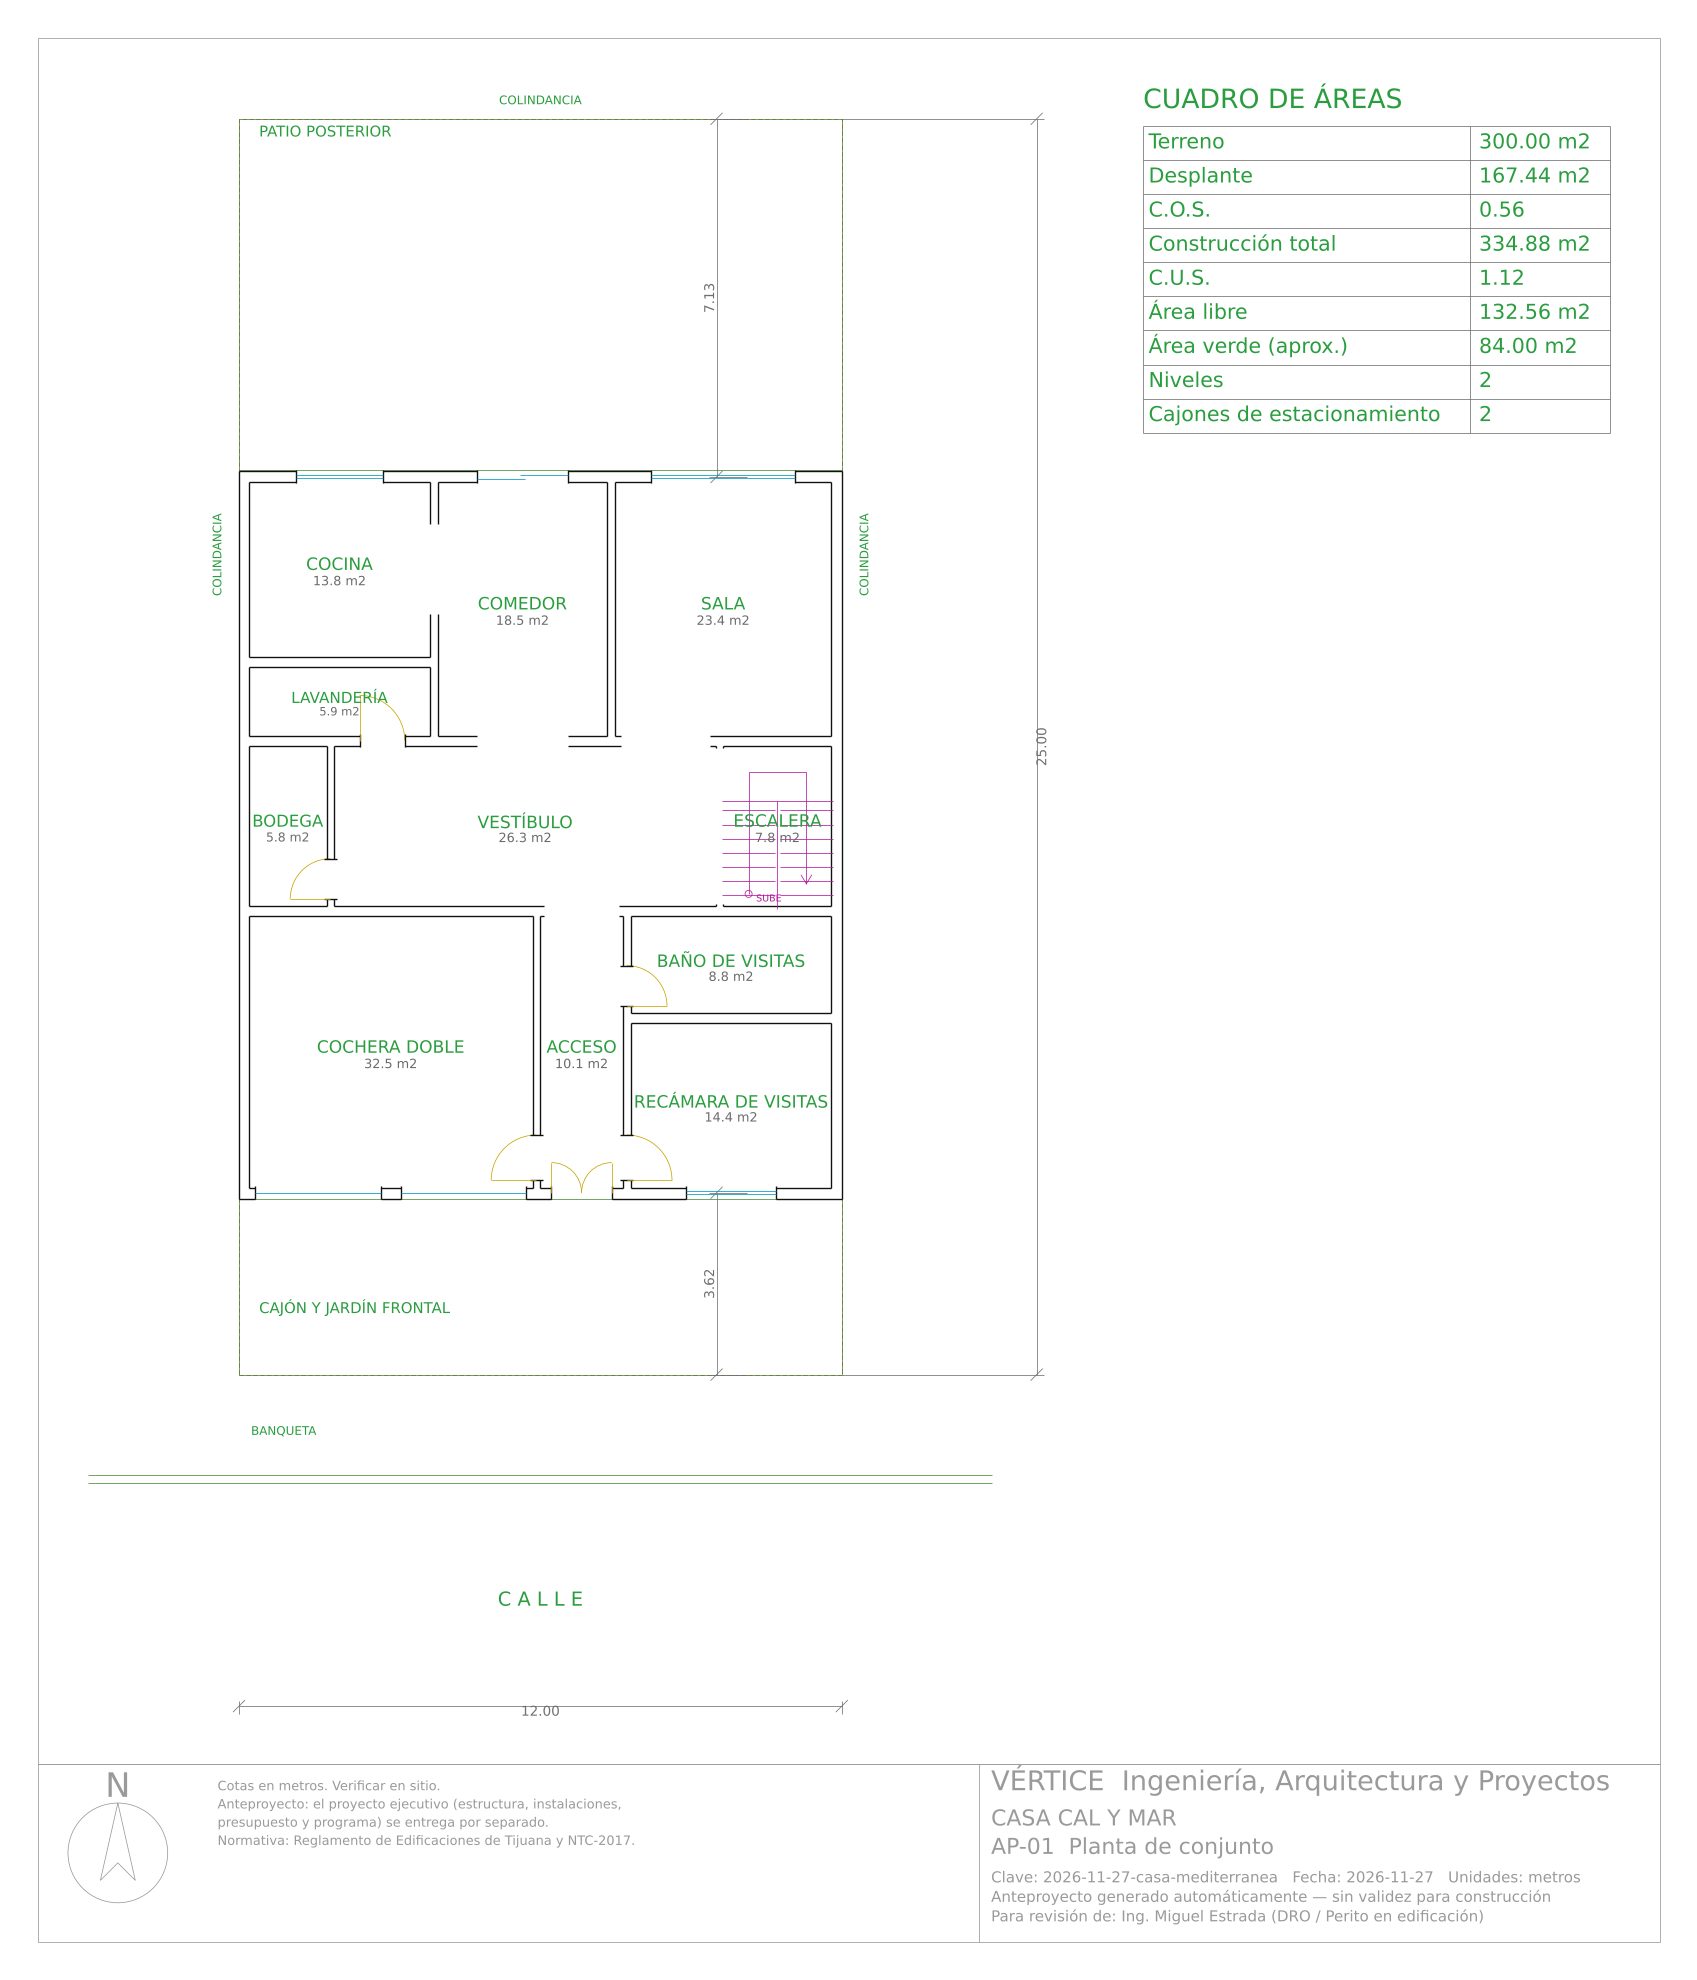 COLINDANCIA
PATIO POSTERIOR
7.13
CUADRO DE ÁREAS
Terreno 300.00 m2
Desplante 167.44 m2
C.O.S. 0.56
Construcción total 334.88 m2
C.U.S. 1.12
Área libre 132.56 m2
Área verde (aprox.) 84.00 m2
Niveles 2
Cajones de estacionamiento 2
COLINDANCIA
COLINDANCIA
COCINA
13.8 m2
COMEDOR
18.5 m2
SALA
23.4 m2
LAVANDERÍA
5.9 m2
25.00
BODEGA
5.8 m2
VESTÍBULO
26.3 m2
ESCALERA
7.8 m2
SUBE
BAÑO DE VISITAS
8.8 m2
COCHERA DOBLE
32.5 m2
ACCESO
10.1 m2
RECÁMARA DE VISITAS
14.4 m2
3.62
CAJÓN Y JARDÍN FRONTAL
BANQUETA
CALLE
12.00
N
Cotas en metros. Verificar en sitio.
Anteproyecto: el proyecto ejecutivo (estructura, instalaciones,
presupuesto y programa) se entrega por separado.
Normativa: Reglamento de Edificaciones de Tijuana y NTC-2017.
VÉRTICE Ingeniería, Arquitectura y Proyectos
CASA CAL Y MAR
AP-01 Planta de conjunto
Clave: 2026-11-27-casa-mediterranea Fecha: 2026-11-27 Unidades: metros
Anteproyecto generado automáticamente — sin validez para construcción
Para revisión de: Ing. Miguel Estrada (DRO / Perito en edificación)